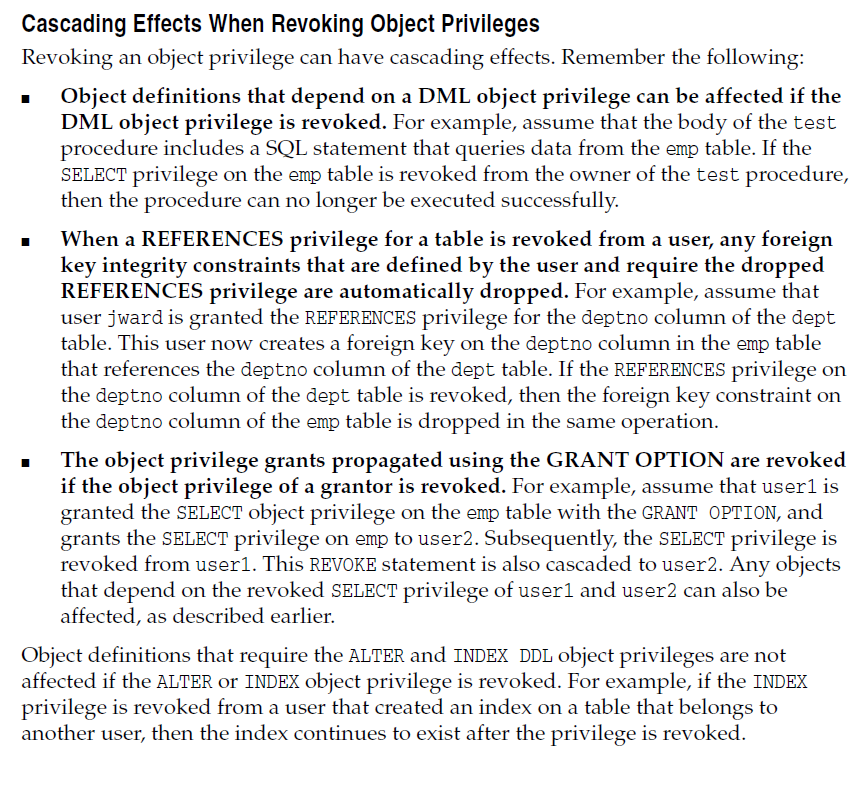 Cascading Effects When Revoking Object Privileges
Revoking an object privilege can have cascading effects. Remember the following:
■ Object definitions that depend on a DML object privilege can be affected if the
DML object privilege is revoked. For example, assume that the body of the test
procedure includes a SQL statement that queries data from the emp table. If the
SELECT privilege on the emp table is revoked from the owner of the test procedure,
then the procedure can no longer be executed successfully.
■ When a REFERENCES privilege for a table is revoked from a user, any foreign
key integrity constraints that are defined by the user and require the dropped
REFERENCES privilege are automatically dropped. For example, assume that
user jward is granted the REFERENCES privilege for the deptno column of the dept
table. This user now creates a foreign key on the deptno column in the emp table
that references the deptno column of the dept table. If the REFERENCES privilege on
the deptno column of the dept table is revoked, then the foreign key constraint on
the deptno column of the emp table is dropped in the same operation.
■ The object privilege grants propagated using the GRANT OPTION are revoked
if the object privilege of a grantor is revoked. For example, assume that user1 is
granted the SELECT object privilege on the emp table with the GRANT OPTION, and
grants the SELECT privilege on emp to user2. Subsequently, the SELECT privilege is
revoked from user1. This REVOKE statement is also cascaded to user2. Any objects
that depend on the revoked SELECT privilege of user1 and user2 can also be
affected, as described earlier.
Object definitions that require the ALTER and INDEX DDL object privileges are not
affected if the ALTER or INDEX object privilege is revoked. For example, if the INDEX
privilege is revoked from a user that created an index on a table that belongs to
another user, then the index continues to exist after the privilege is revoked.